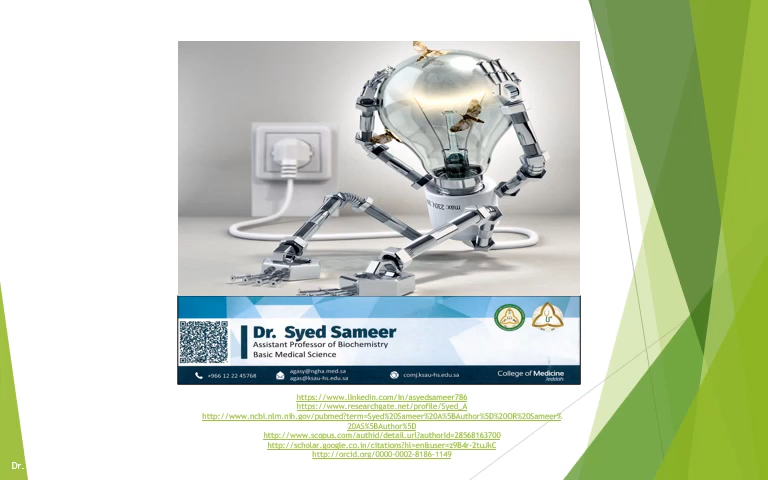 max: 230V
Dr. Syed Sameer
Assistant Professor of Biochemistry
Basic Medical Science
+966 12 22 45768
agasy@ngha.med.sa
agas@ksau-hs.edu.sa
comj.ksau-hs.edu.sa
College of Medicine
Jeddah
https://www.linkedin.com/in/asyedsameer786
https://www.researchgate.net/profile/Syed_A
http://www.ncbi.nlm.nih.gov/pubmed?term=Syed%20Sameer%20A%5BAuthor%5D%20OR%20Sameer%
20AS%5BAuthor%5D
http://www.scopus.com/authid/detail.url?authorId=28568163700
http://scholar.google.co.in/citations?hl=en&user=z9B4r-2tuJkC
http://orcid.org/0000-0002-8186-1149
Dr.